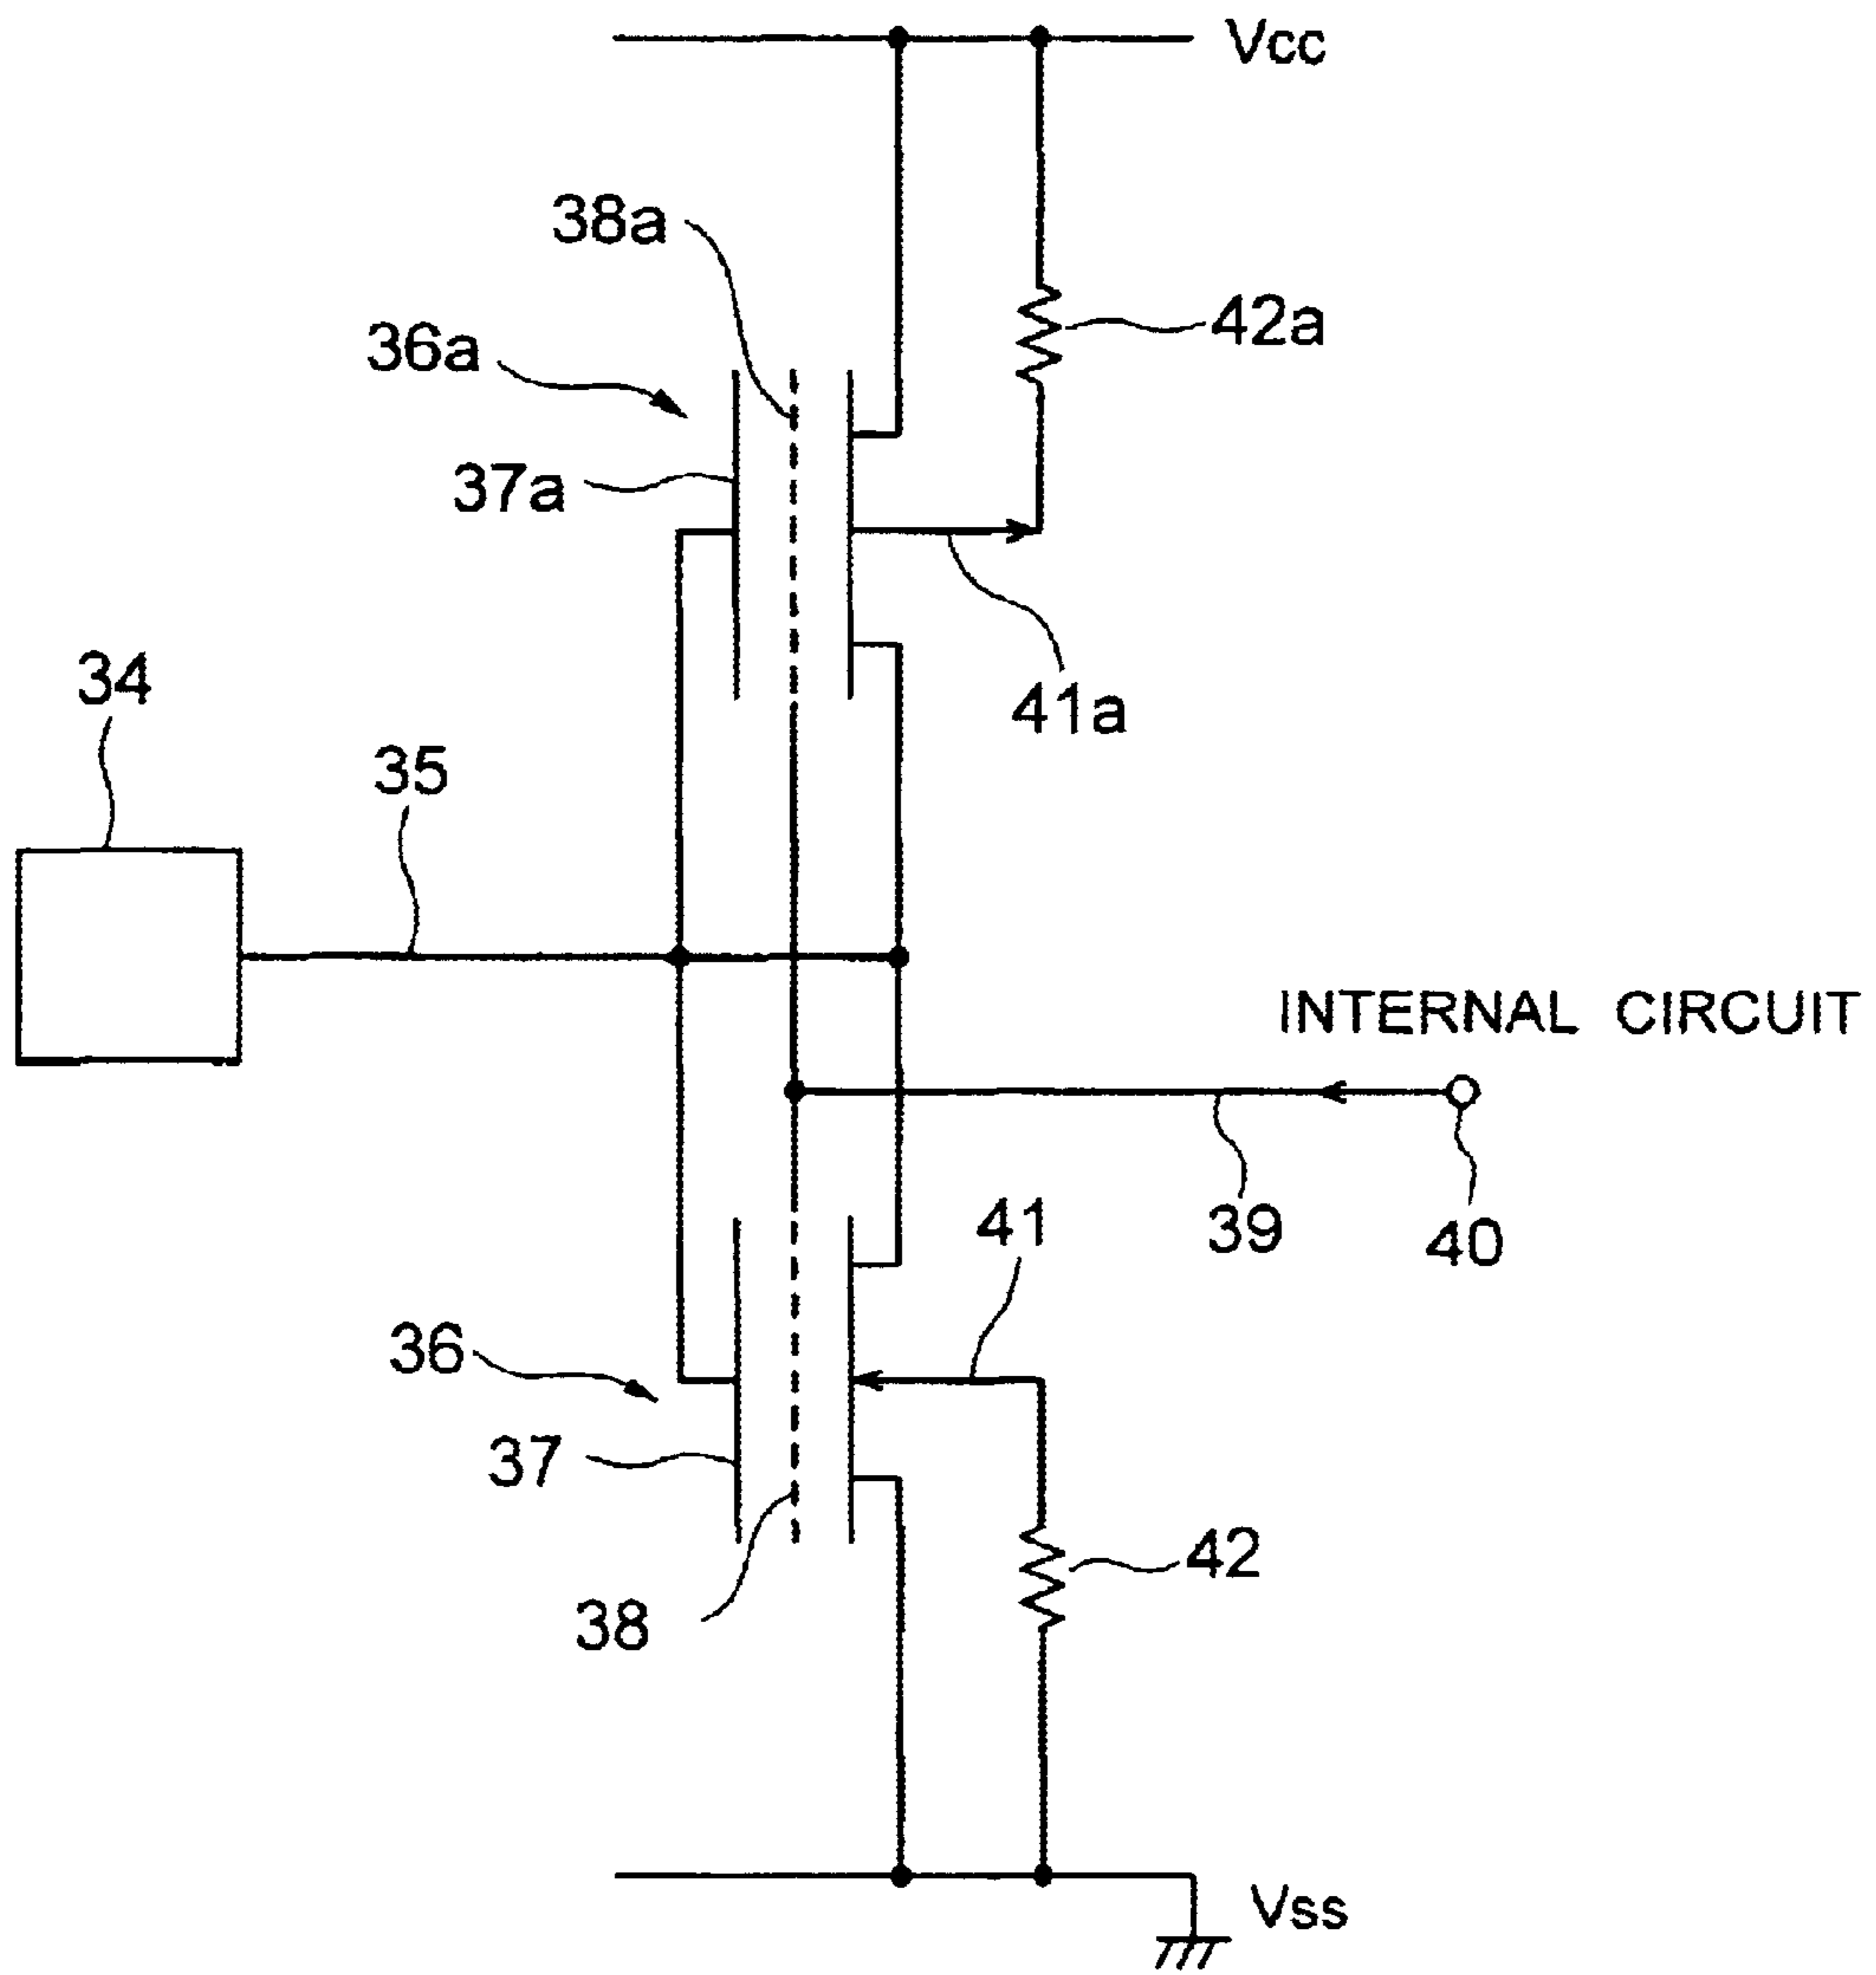 Vcc
38a
42a
36a
37a
34
41a
35
INTERNAL CIRCUIT
41
39
40
36
37
42
38
Vss